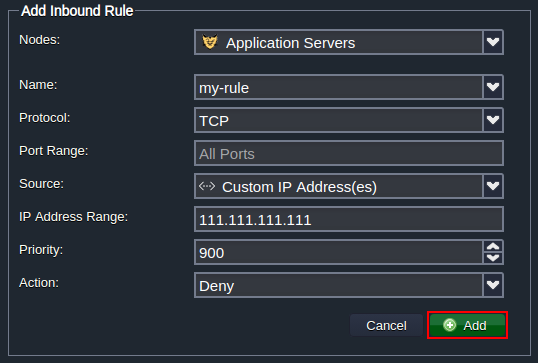 Add Inbound Rule
Nodes: Application Servers
Name: my-rule
Protocol: TCP
Port Range: All Ports
Source: Custom IP Address(es)
IP Address Range: 111.111.111.111
Priority: 900
Action: Deny
Cancel Add